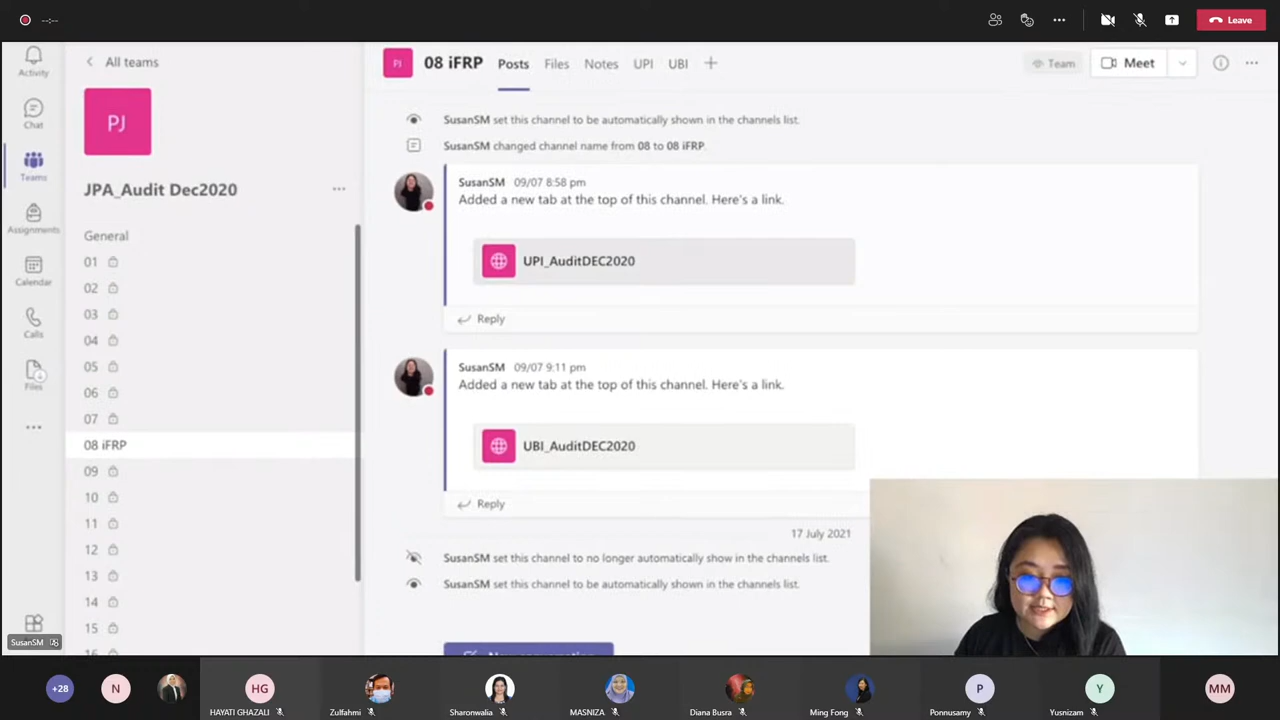 --:--
Leave
Activity
Chat
Teams
Assignments
Calendar
Calls
Files
All teams
PJ
JPA_Audit Dec2020
General
01
02
03
04
05
06
07
08 iFRP
09
10
11
12
13
14
15
16
PJ
08 iFRP
Posts
Files
Notes
UPI
UBI
Team
Meet
SusanSM set this channel to be automatically shown in the channels list.
SusanSM changed channel name from 08 to 08 iFRP.
SusanSM 09/07 8:58 pm
Added a new tab at the top of this channel. Here's a link.
UPI_AuditDEC2020
Reply
SusanSM 09/07 9:11 pm
Added a new tab at the top of this channel. Here's a link.
UBI_AuditDEC2020
Reply
17 July 2021
SusanSM set this channel to no longer automatically show in the channels list.
SusanSM set this channel to be automatically shown in the channels list.
SusanSM
+28
N
HG
HAYATI GHAZALI
Zulfahmi
Sharonwalia
MASNIZA
Diana Busra
Ming Fong
P
Ponnusamy
Y
Yusnizam
MM